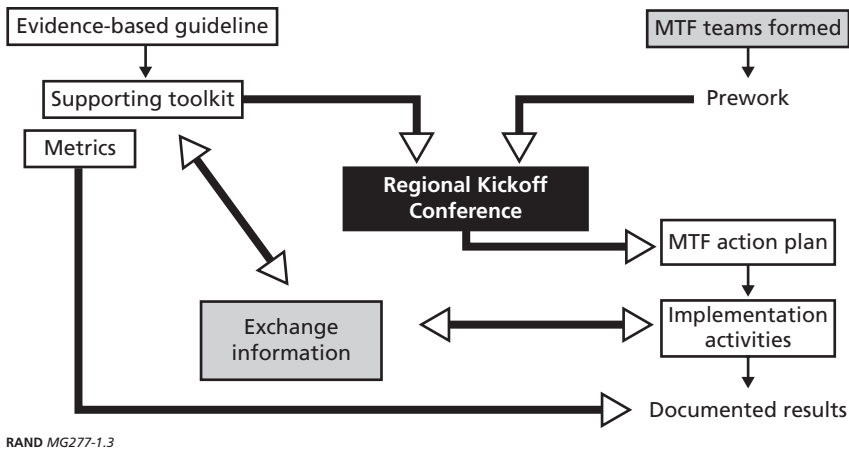 Evidence-based guideline
MTF teams formed
Supporting toolkit
Prework
Metrics
Regional Kickoff
Conference
MTF action plan
Exchange
information
Implementation
activities
Documented results
RAND MG277-1.3